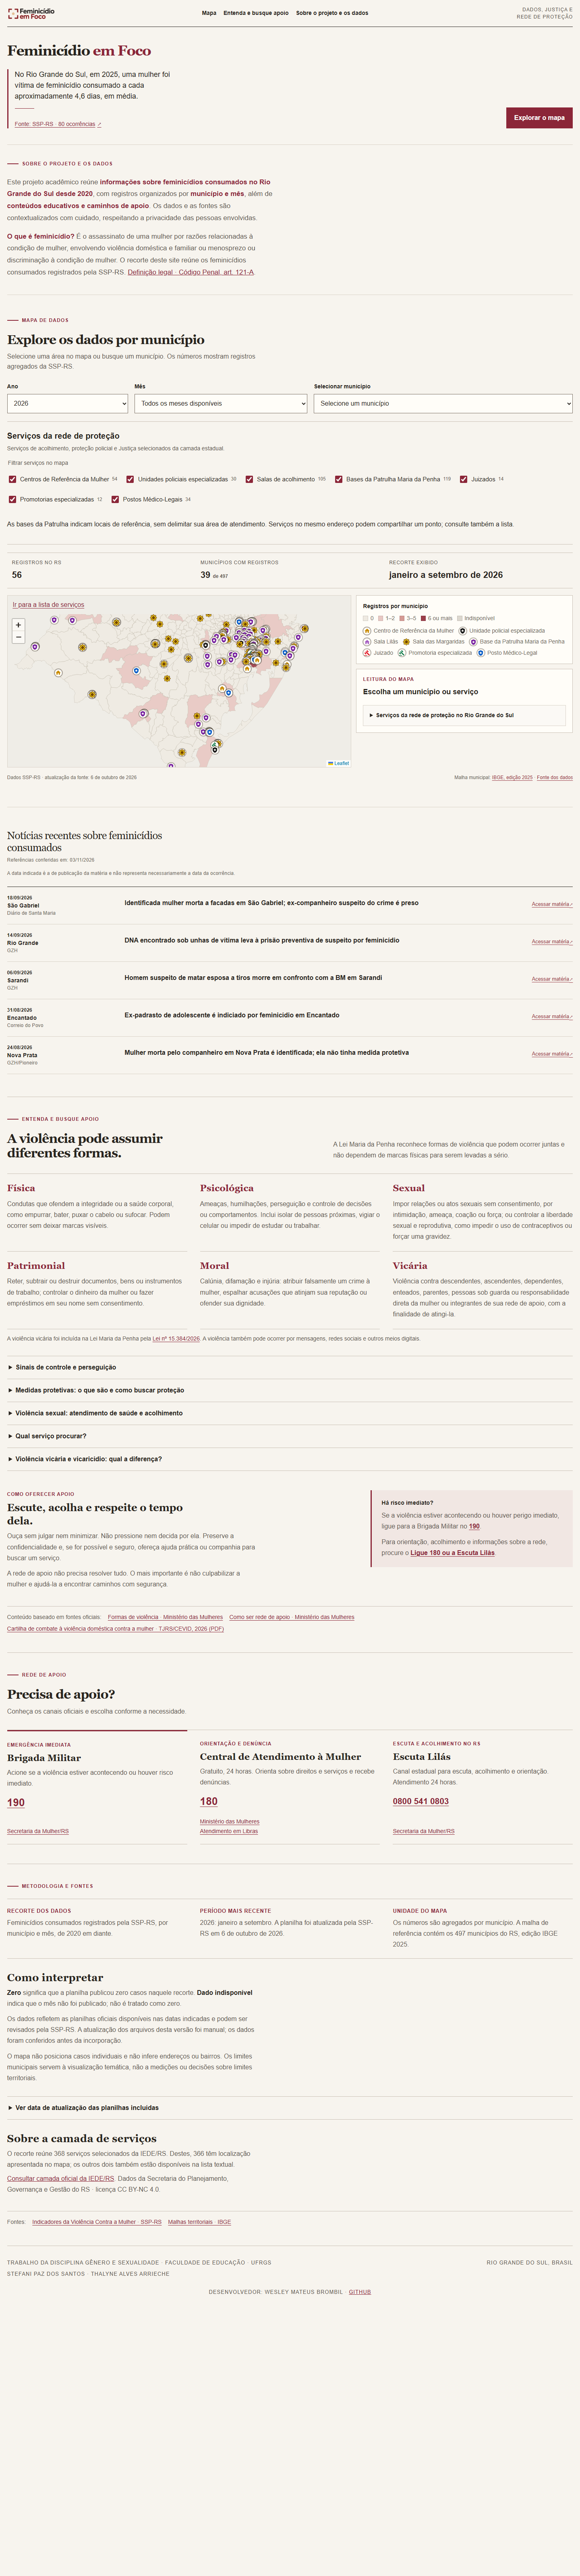 Feminicídio
em Foco
Mapa
Entenda e busque apoio
Sobre o projeto e os dados
DADOS, JUSTIÇA E
REDE DE PROTEÇÃO
Feminicídio em Foco
No Rio Grande do Sul, em 2025, uma mulher foi
vítima de feminicídio consumado a cada
aproximadamente 4,6 dias, em média.
Fonte: SSP-RS · 80 ocorrências ↗
Explorar o mapa
SOBRE O PROJETO E OS DADOS
Este projeto acadêmico reúne informações sobre feminicídios consumados no Rio
Grande do Sul desde 2020, com registros organizados por município e mês, além de
conteúdos educativos e caminhos de apoio. Os dados e as fontes são
contextualizados com cuidado, respeitando a privacidade das pessoas envolvidas.
O que é feminicídio? É o assassinato de uma mulher por razões relacionadas à
condição de mulher, envolvendo violência doméstica e familiar ou menosprezo ou
discriminação à condição de mulher. O recorte deste site reúne os feminicídios
consumados registrados pela SSP-RS. Definição legal · Código Penal, art. 121-A.
MAPA DE DADOS
Explore os dados por município
Selecione uma área no mapa ou busque um município. Os números mostram registros
agregados da SSP-RS.
Ano
Mês
Selecionar município
2026
Todos os meses disponíveis
Selecione um município
Serviços da rede de proteção
Serviços de acolhimento, proteção policial e Justiça selecionados da camada estadual.
Filtrar serviços no mapa
Centros de Referência da Mulher 54
Unidades policiais especializadas 30
Salas de acolhimento 105
Bases da Patrulha Maria da Penha 119
Juizados 14
Promotorias especializadas 12
Postos Médico-Legais 34
As bases da Patrulha indicam locais de referência, sem delimitar sua área de atendimento. Serviços no mesmo endereço podem compartilhar um ponto; consulte também a lista.
REGISTROS NO RS
56
MUNICÍPIOS COM REGISTROS
39 de 497
RECORTE EXIBIDO
janeiro a setembro de 2026
Ir para a lista de serviços
+
−
Leaflet
Registros por município
0
1–2
3–5
6 ou mais
Indisponível
Centro de Referência da Mulher
Unidade policial especializada
Sala Lilás
Sala das Margaridas
Base da Patrulha Maria da Penha
Juizado
Promotoria especializada
Posto Médico-Legal
LEITURA DO MAPA
Escolha um município ou serviço
Serviços da rede de proteção no Rio Grande do Sul
Dados SSP-RS · atualização da fonte: 6 de outubro de 2026
Malha municipal: IBGE, edição 2025 · Fonte dos dados
Notícias recentes sobre feminicídios
consumados
Referências conferidas em: 03/11/2026
A data indicada é a de publicação da matéria e não representa necessariamente a data da ocorrência.
18/09/2026
São Gabriel
Diário de Santa Maria
Identificada mulher morta a facadas em São Gabriel; ex-companheiro suspeito do crime é preso
Acessar matéria↗
14/09/2026
Rio Grande
GZH
DNA encontrado sob unhas de vítima leva à prisão preventiva de suspeito por feminicídio
Acessar matéria↗
06/09/2026
Sarandi
GZH
Homem suspeito de matar esposa a tiros morre em confronto com a BM em Sarandi
Acessar matéria↗
31/08/2026
Encantado
Correio do Povo
Ex-padrasto de adolescente é indiciado por feminicídio em Encantado
Acessar matéria↗
24/08/2026
Nova Prata
GZH/Pioneiro
Mulher morta pelo companheiro em Nova Prata é identificada; ela não tinha medida protetiva
Acessar matéria↗
ENTENDA E BUSQUE APOIO
A violência pode assumir
diferentes formas.
A Lei Maria da Penha reconhece formas de violência que podem ocorrer juntas e
não dependem de marcas físicas para serem levadas a sério.
Física
Condutas que ofendem a integridade ou a saúde corporal,
como empurrar, bater, puxar o cabelo ou sufocar. Podem
ocorrer sem deixar marcas visíveis.
Psicológica
Ameaças, humilhações, perseguição e controle de decisões
ou comportamentos. Inclui isolar de pessoas próximas, vigiar o
celular ou impedir de estudar ou trabalhar.
Sexual
Impor relações ou atos sexuais sem consentimento, por
intimidação, ameaça, coação ou força; ou controlar a liberdade
sexual e reprodutiva, como impedir o uso de contraceptivos ou
forçar uma gravidez.
Patrimonial
Reter, subtrair ou destruir documentos, bens ou instrumentos
de trabalho; controlar o dinheiro da mulher ou fazer
empréstimos em seu nome sem consentimento.
Moral
Calúnia, difamação e injúria: atribuir falsamente um crime à
mulher, espalhar acusações que atinjam sua reputação ou
ofender sua dignidade.
Vicária
Violência contra descendentes, ascendentes, dependentes,
enteados, parentes, pessoas sob guarda ou responsabilidade
direta da mulher ou integrantes de sua rede de apoio, com a
finalidade de atingi-la.
A violência vicária foi incluída na Lei Maria da Penha pela Lei nº 15.384/2026. A violência também pode ocorrer por mensagens, redes sociais e outros meios digitais.
Sinais de controle e perseguição
Medidas protetivas: o que são e como buscar proteção
Violência sexual: atendimento de saúde e acolhimento
Qual serviço procurar?
Violência vicária e vicaricídio: qual a diferença?
COMO OFERECER APOIO
Escute, acolha e respeite o tempo
dela.
Ouça sem julgar nem minimizar. Não pressione nem decida por ela. Preserve a
confidencialidade e, se for possível e seguro, ofereça ajuda prática ou companhia para
buscar um serviço.
A rede de apoio não precisa resolver tudo. O mais importante é não culpabilizar a
mulher e ajudá-la a encontrar caminhos com segurança.
Há risco imediato?
Se a violência estiver acontecendo ou houver perigo imediato,
ligue para a Brigada Militar no 190.
Para orientação, acolhimento e informações sobre a rede,
procure o Ligue 180 ou a Escuta Lilás.
Conteúdo baseado em fontes oficiais:
Formas de violência · Ministério das Mulheres
Como ser rede de apoio · Ministério das Mulheres
Cartilha de combate à violência doméstica contra a mulher · TJRS/CEVID, 2026 (PDF)
REDE DE APOIO
Precisa de apoio?
Conheça os canais oficiais e escolha conforme a necessidade.
EMERGÊNCIA IMEDIATA
Brigada Militar
Acione se a violência estiver acontecendo ou houver risco
imediato.
190
Secretaria da Mulher/RS
ORIENTAÇÃO E DENÚNCIA
Central de Atendimento à Mulher
Gratuito, 24 horas. Orienta sobre direitos e serviços e recebe
denúncias.
180
Ministério das Mulheres
Atendimento em Libras
ESCUTA E ACOLHIMENTO NO RS
Escuta Lilás
Canal estadual para escuta, acolhimento e orientação.
Atendimento 24 horas.
0800 541 0803
Secretaria da Mulher/RS
METODOLOGIA E FONTES
RECORTE DOS DADOS
Feminicídios consumados registrados pela SSP-RS, por
município e mês, de 2020 em diante.
PERÍODO MAIS RECENTE
2026: janeiro a setembro. A planilha foi atualizada pela SSP-
RS em 6 de outubro de 2026.
UNIDADE DO MAPA
Os números são agregados por município. A malha de
referência contém os 497 municípios do RS, edição IBGE
2025.
Como interpretar
Zero significa que a planilha publicou zero casos naquele recorte. Dado indisponível
indica que o mês não foi publicado; não é tratado como zero.
Os dados refletem as planilhas oficiais disponíveis nas datas indicadas e podem ser
revisados pela SSP-RS. A atualização dos arquivos desta versão foi manual; os dados
foram conferidos antes da incorporação.
O mapa não posiciona casos individuais e não infere endereços ou bairros. Os limites
municipais servem à visualização temática, não a medições ou decisões sobre limites
territoriais.
Ver data de atualização das planilhas incluídas
Sobre a camada de serviços
O recorte reúne 368 serviços selecionados da IEDE/RS. Destes, 366 têm localização
apresentada no mapa; os outros dois também estão disponíveis na lista textual.
Consultar camada oficial da IEDE/RS. Dados da Secretaria do Planejamento,
Governança e Gestão do RS · licença CC BY-NC 4.0.
Fontes:
Indicadores da Violência Contra a Mulher · SSP-RS
Malhas territoriais · IBGE
TRABALHO DA DISCIPLINA GÊNERO E SEXUALIDADE · FACULDADE DE EDUCAÇÃO · UFRGS
RIO GRANDE DO SUL, BRASIL
STEFANI PAZ DOS SANTOS · THALYNE ALVES ARRIECHE
DESENVOLVEDOR: WESLEY MATEUS BROMBIL · GITHUB